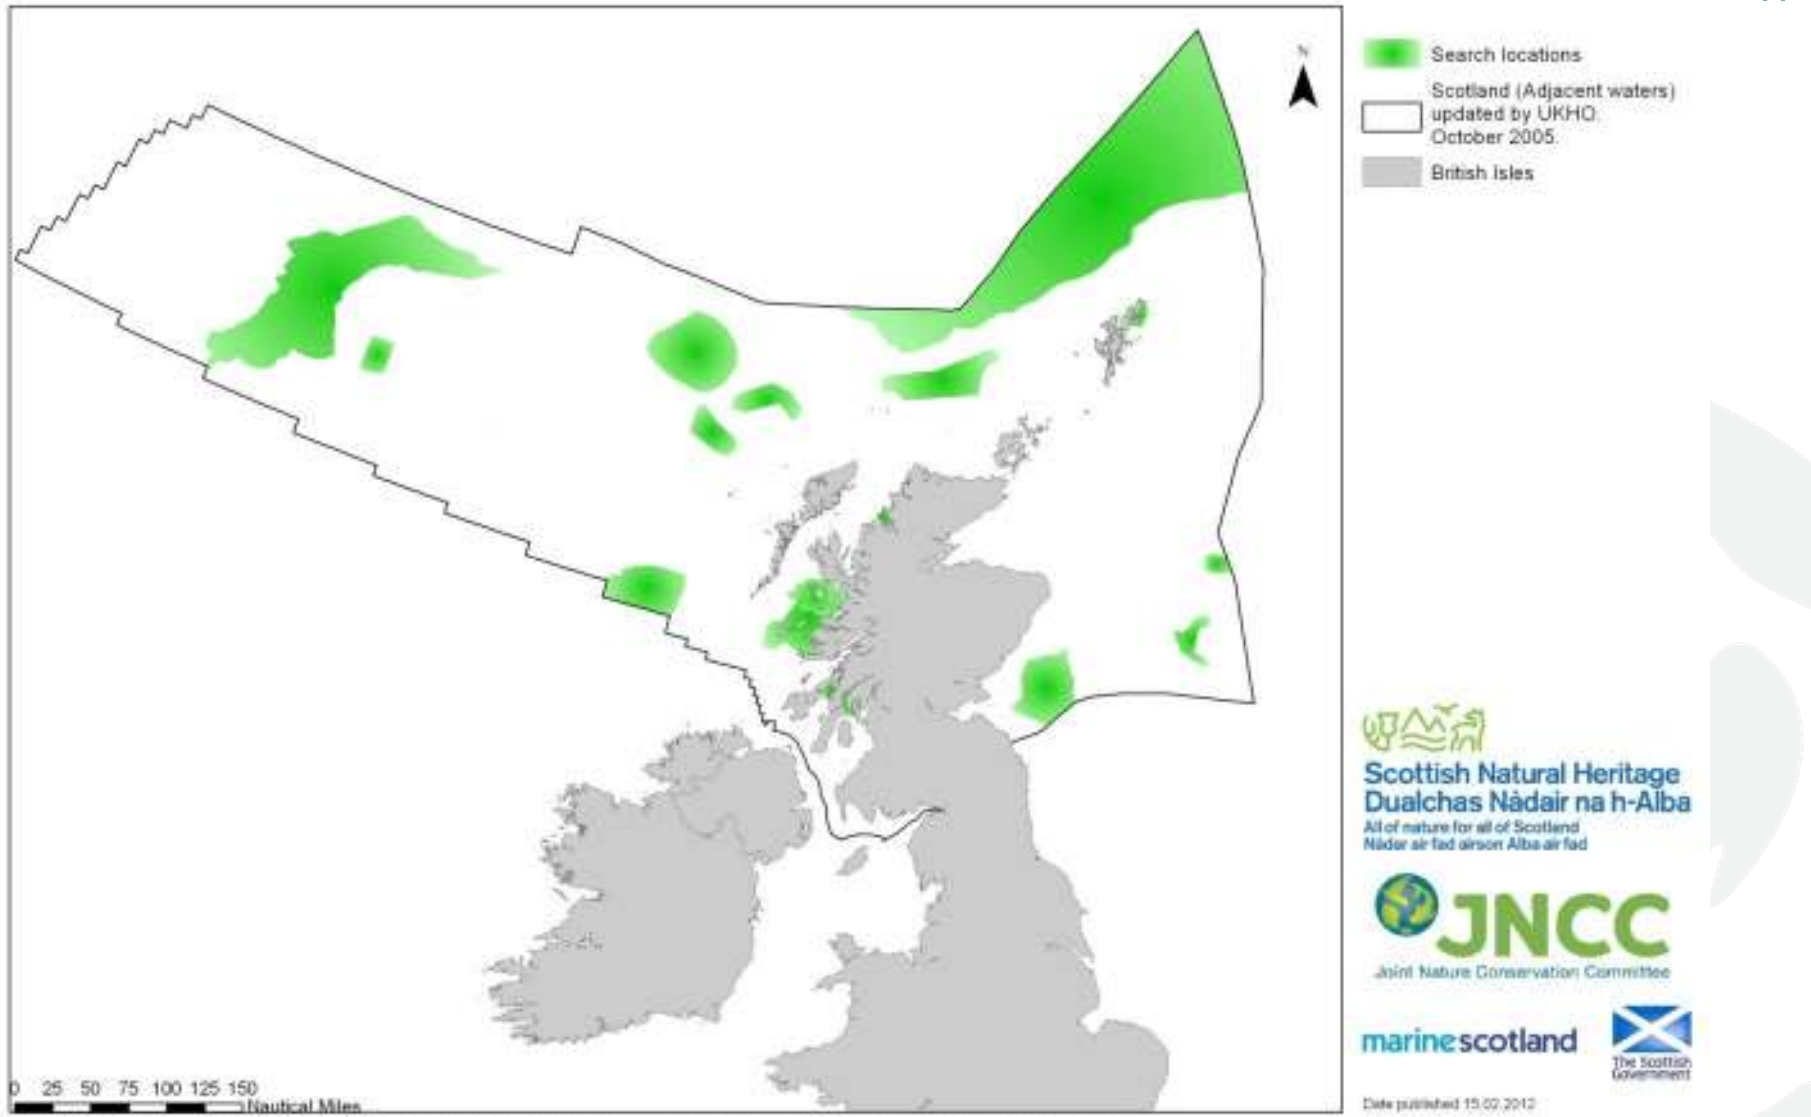 N
Search locations
Scotland (Adjacent waters)
updated by UKHO.
October 2005.
British Isles
Scottish Natural Heritage
Dualchas Nàdair na h-Alba
All of nature for all of Scotland
Nàdar air fad airson Alba air fad
JNCC
Joint Nature Conservation Committee
marinescotland
The Scottish
Government
Date published 15.02.2012
0 25 50 75 100 125 150
Nautical Miles